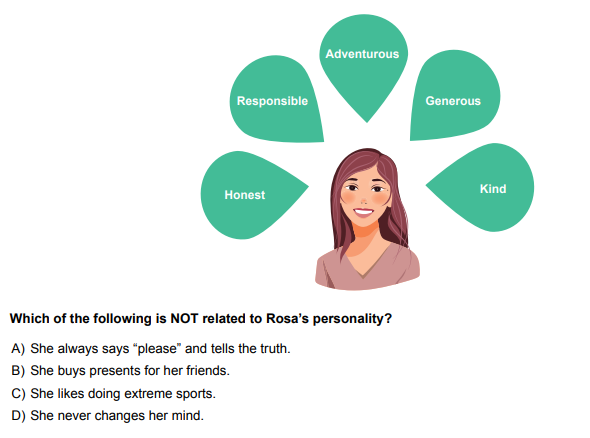 Adventurous
Responsible
Generous
Honest
Kind
Which of the following is NOT related to Rosa's personality?
A) She always says “please” and tells the truth.
B) She buys presents for her friends.
C) She likes doing extreme sports.
D) She never changes her mind.